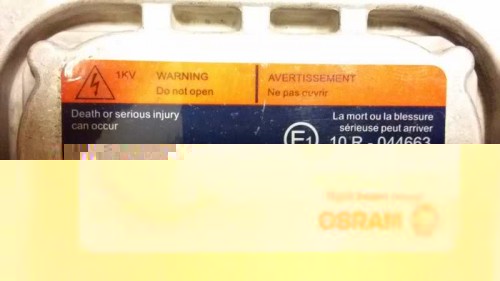 1KV WARNING
Do not open
AVERTISSEMENT
Ne pas ouvrir
Death or serious injury
can occur
La mort ou la blessure
sérieuse peut arriver
E1
10 R - 044663
OSRAM